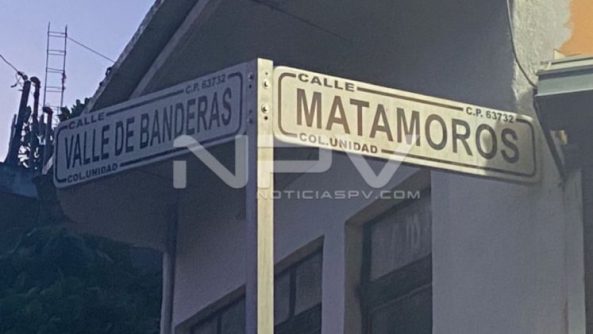 CALLE
C.P. 63732
VALLE DE BANDERAS
COL.UNIDAD
CALLE
C.P. 63732
MATAMOROS
COL.UNIDAD
NPV
NOTICIASPV.COM